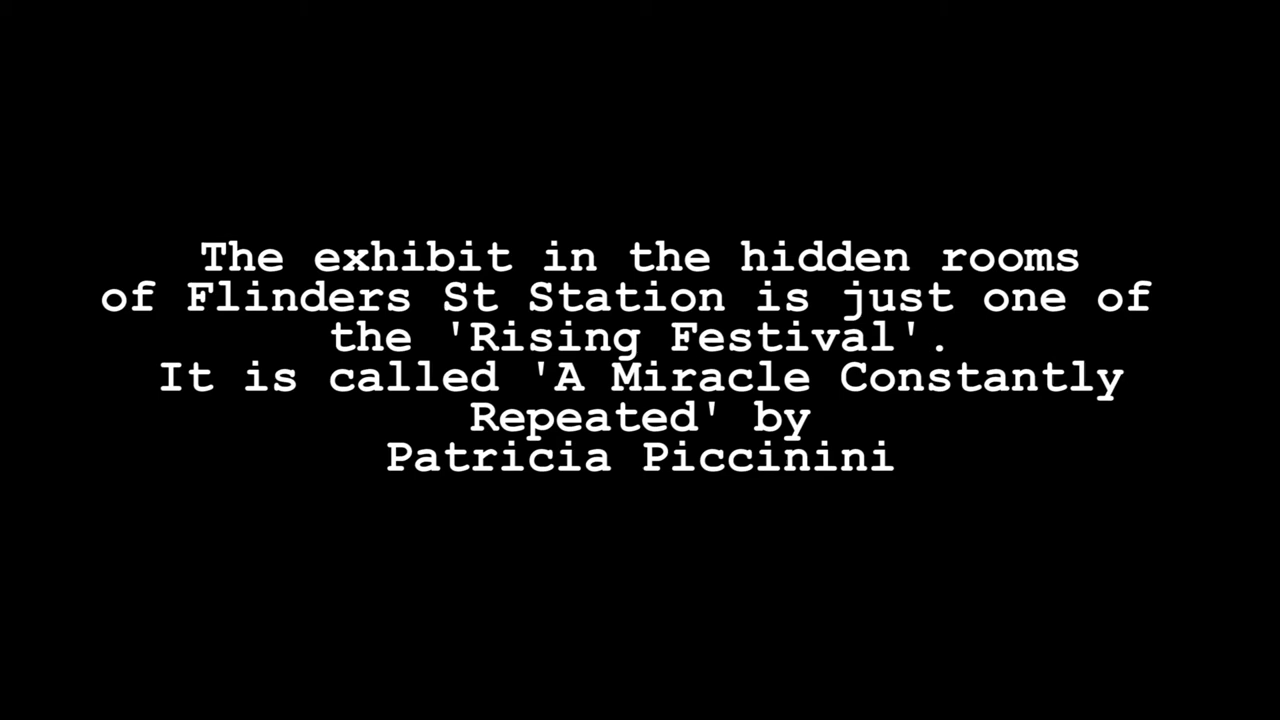 The exhibit in the hidden rooms
of Flinders St Station is just one of
the 'Rising Festival'.
It is called 'A Miracle Constantly
Repeated' by
Patricia Piccinini